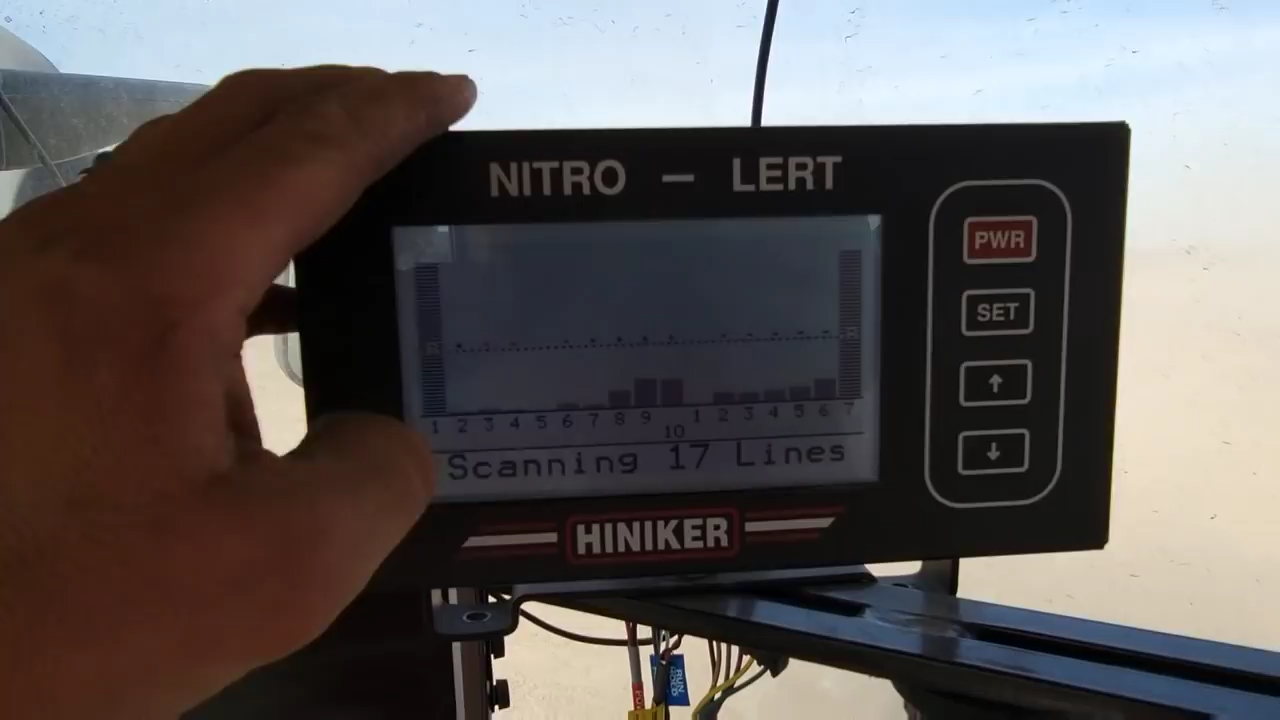 NITRO — LERT
PWR
SET
1 2 3 4 5 6 7 8 9 10 1 2 3 4 5 6 7
Scanning 17 Lines
HINIKER
RUN